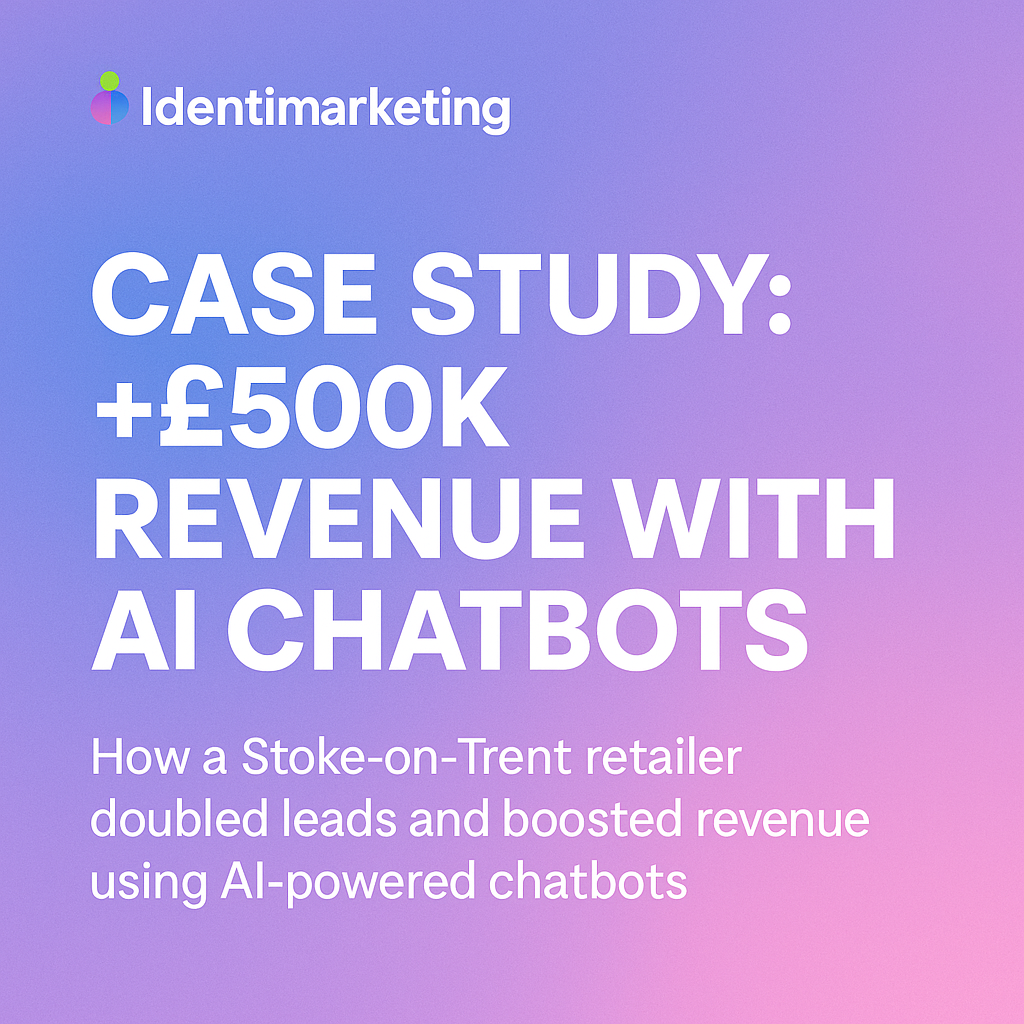 Identimarketing
CASE STUDY:
+£500K
REVENUE WITH
AI CHATBOTS
How a Stoke-on-Trent retailer
doubled leads and boosted revenue
using AI-powered chatbots